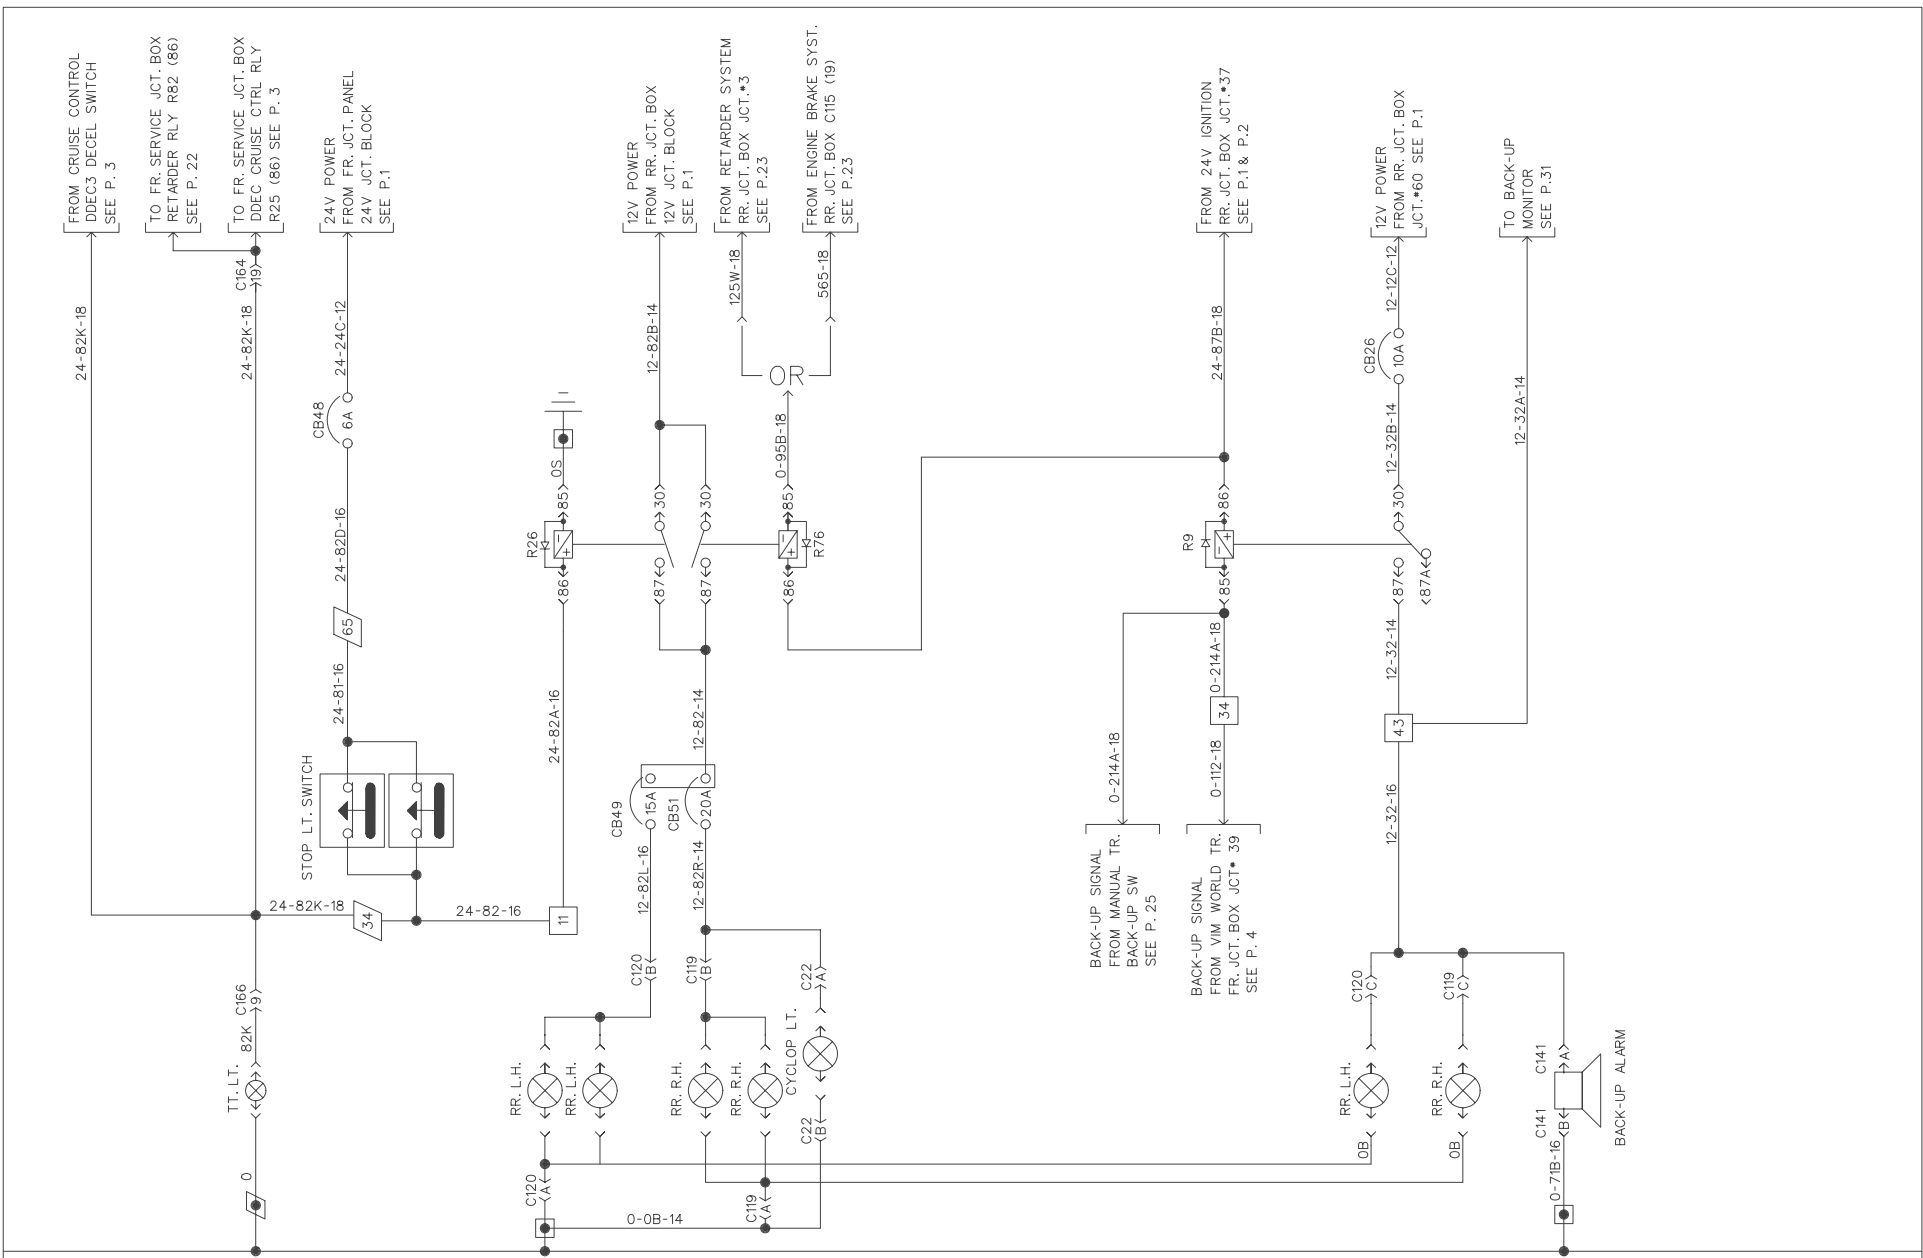 FROM CRUISE CONTROL
DDEC3 DECEL SWITCH
SEE P. 3
TO FR. SERVICE JCT. BOX
RETARDER RLY R82 (86)
SEE P. 22
TO FR. SERVICE JCT. BOX
DDEC CRUISE CTRL RLY
R25 (86) SEE P. 3
24V POWER
FROM FR. JCT. PANEL
24V JCT. BLOCK
SEE P.1
12V POWER
FROM RR. JCT. BOX
12V JCT. BLOCK
SEE P.1
FROM RETARDER SYSTEM
RR. JCT. BOX JCT.*3
SEE P.23
FROM ENGINE BRAKE SYST.
RR. JCT. BOX C115 (19)
SEE P.23
FROM 24V IGNITION
RR. JCT. BOX JCT.*37
SEE P.1 & P.2
12V POWER
FROM RR. JCT. BOX
JCT.*60 SEE P.1
TO BACK-UP
MONITOR
SEE P.31
24-82K-18
C164
19
24-82K-18
24-24C-12
CB48
6A
24-82D-16
65
24-81-16
STOP LT. SWITCH
24-82K-18
34
24-82-16
11
24-82A-16
C166
9
82K
TT. LT.
0
0S
R26
85
86
12-82B-14
30
30
87
87
125W-18
565-18
OR
0-95B-18
85
R76
86
12-82-14
CB49
15A
CB51
20A
12-82L-16
12-82R-14
C120
B
C119
B
C22
A
RR. L.H.
RR. L.H.
RR. R.H.
RR. R.H.
CYCLOP LT.
C22
B
C120
A
C119
A
0-0B-14
24-87B-18
86
R9
85
0-214A-18
0-214A-18
34
0-112-18
BACK-UP SIGNAL
FROM MANUAL TR.
BACK-UP SW
SEE P. 25
BACK-UP SIGNAL
FROM VIM WORLD TR.
FR. JCT. BOX JCT* 39
SEE P. 4
12-12C-12
CB26
10A
12-32B-14
30
87
87A
12-32-14
43
12-32A-14
12-32-16
C120
C
C119
C
RR. L.H.
RR. R.H.
0B
0B
C141
A
C141
B
BACK-UP ALARM
0-71B-16